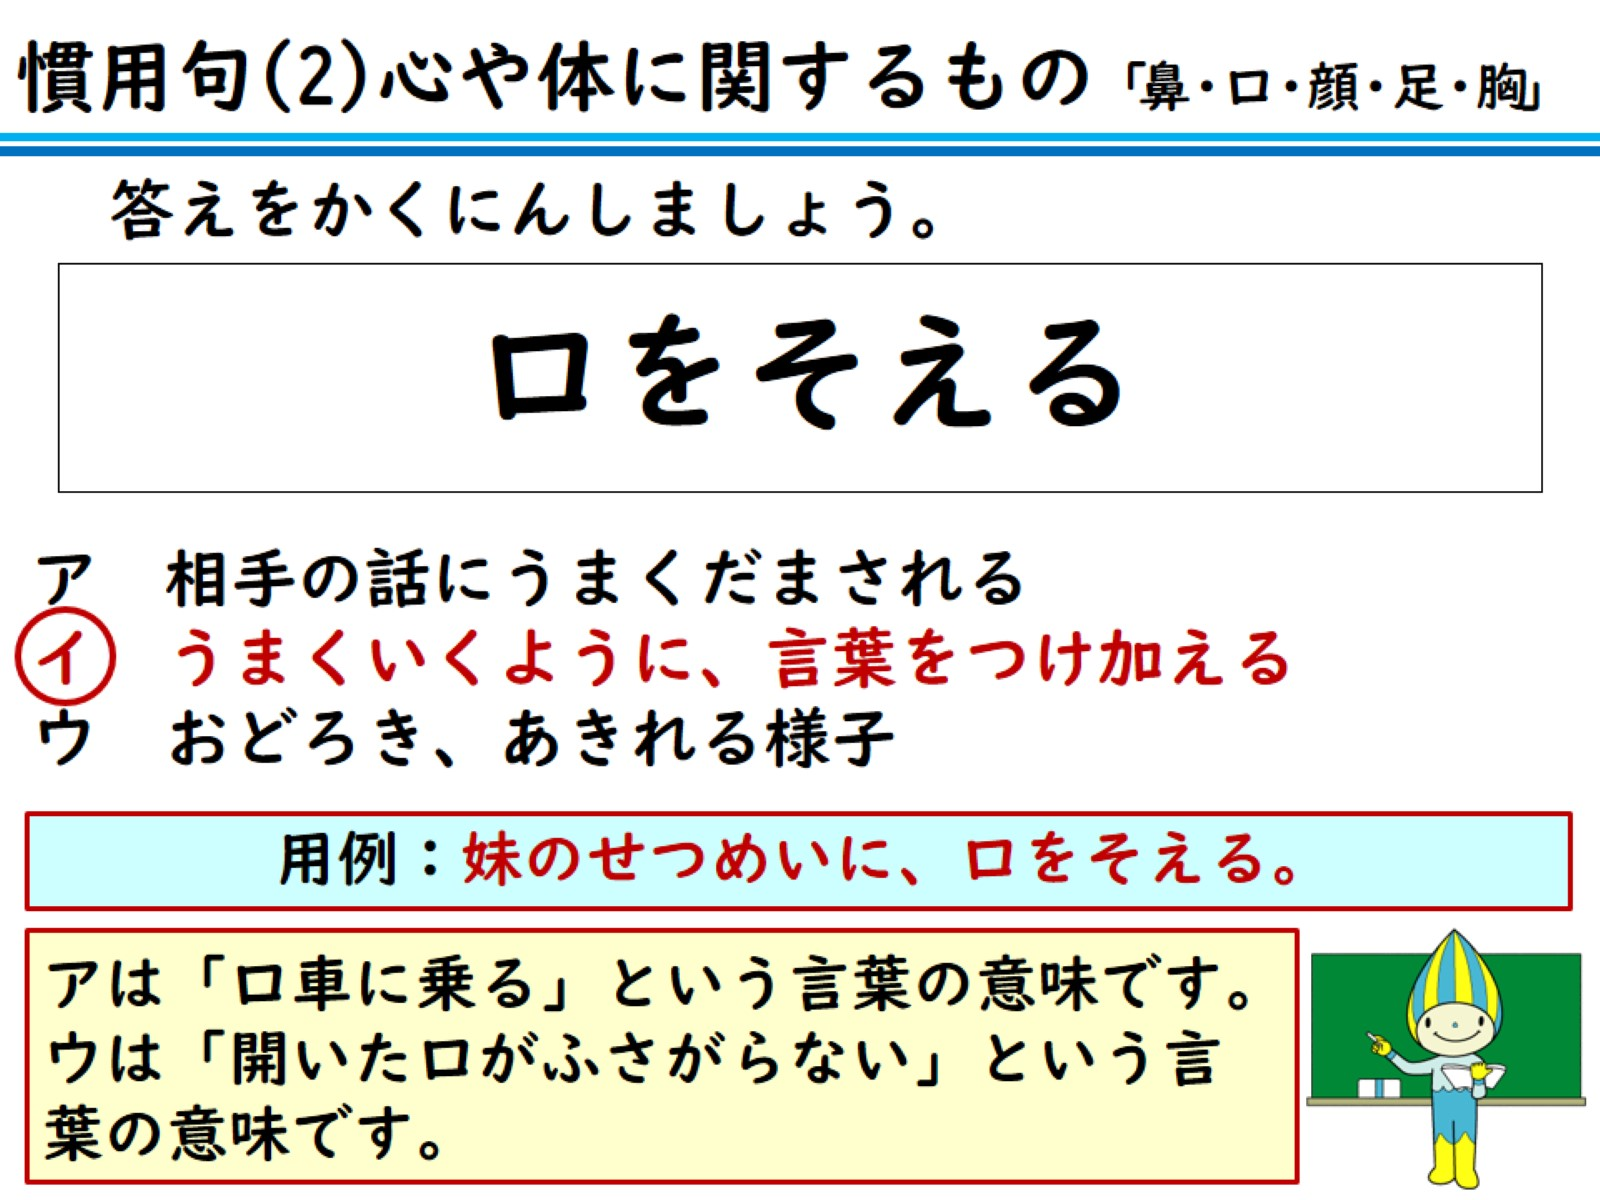 慣用句(2)心や体に関するもの「鼻・口・顔・足・胸」
答えをかくにんしましょう。
口をそえる
ア　相手の話にうまくだまされる
イ　うまくいくように、言葉をつけ加える
ウ　おどろき、あきれる様子
用例：妹のせつめいに、口をそえる。
アは「口車に乗る」という言葉の意味です。
ウは「開いた口がふさがらない」という言
葉の意味です。